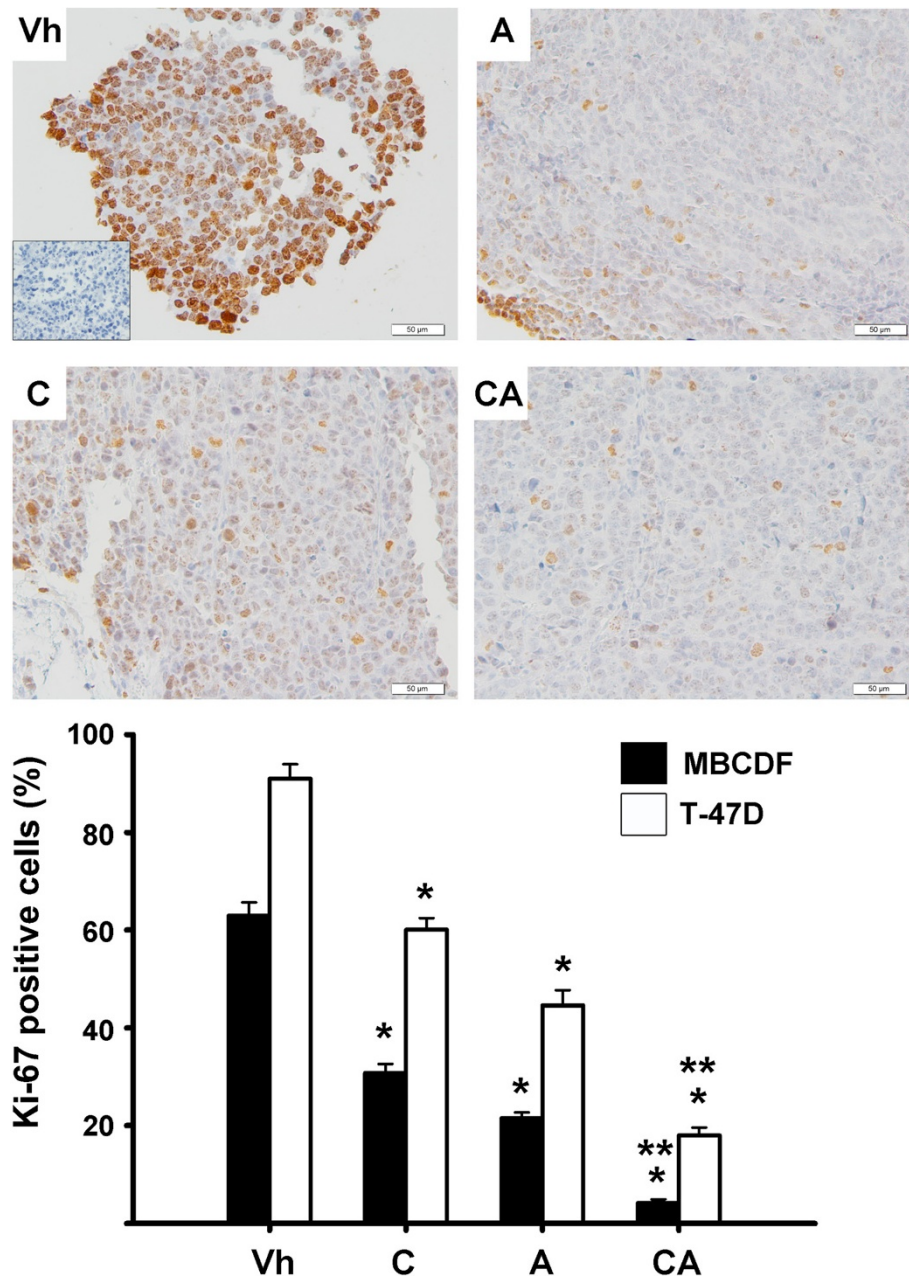 Vh
A
50 µm
50 µm
C
CA
50 µm
50 µm
Ki-67 positive cells (%)
100
80
60
40
20
MBCDF
T-47D
*
*
*
*
**
*
**
*
Vh C A CA